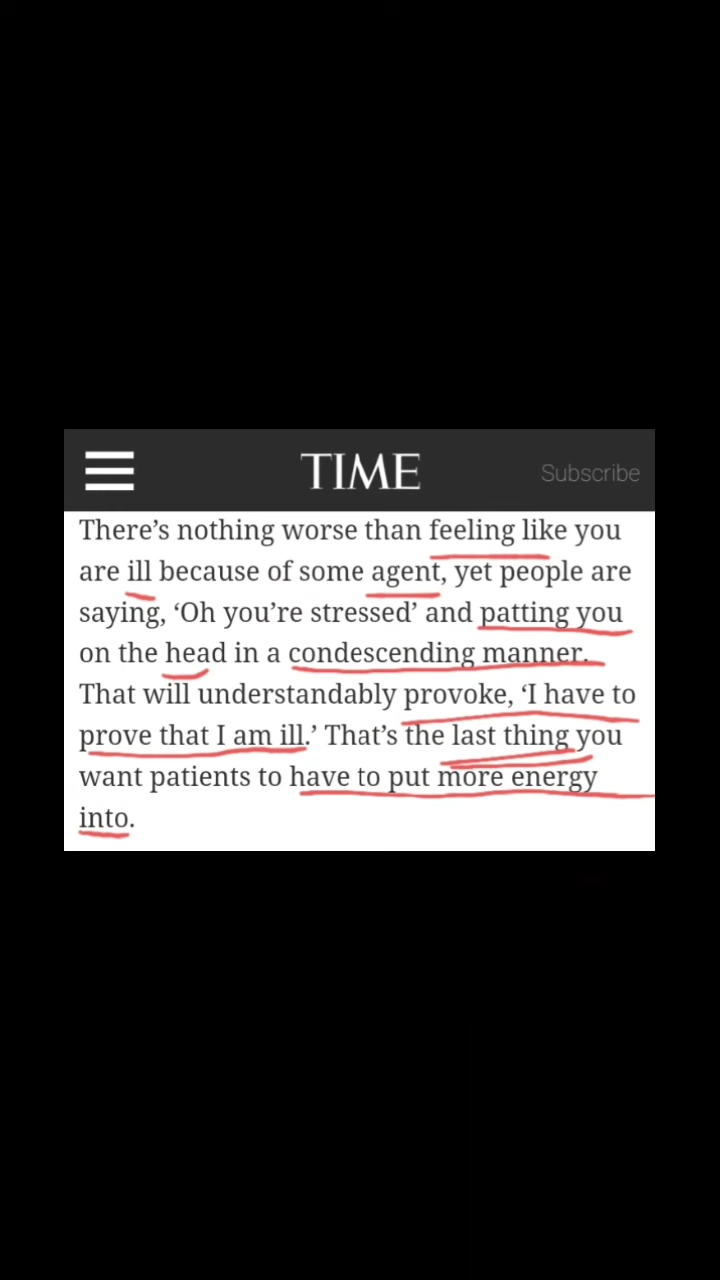 TIME
Subscribe
There’s nothing worse than feeling like you
are ill because of some agent, yet people are
saying, ‘Oh you’re stressed’ and patting you
on the head in a condescending manner.
That will understandably provoke, ‘I have to
prove that I am ill.’ That’s the last thing you
want patients to have to put more energy
into.